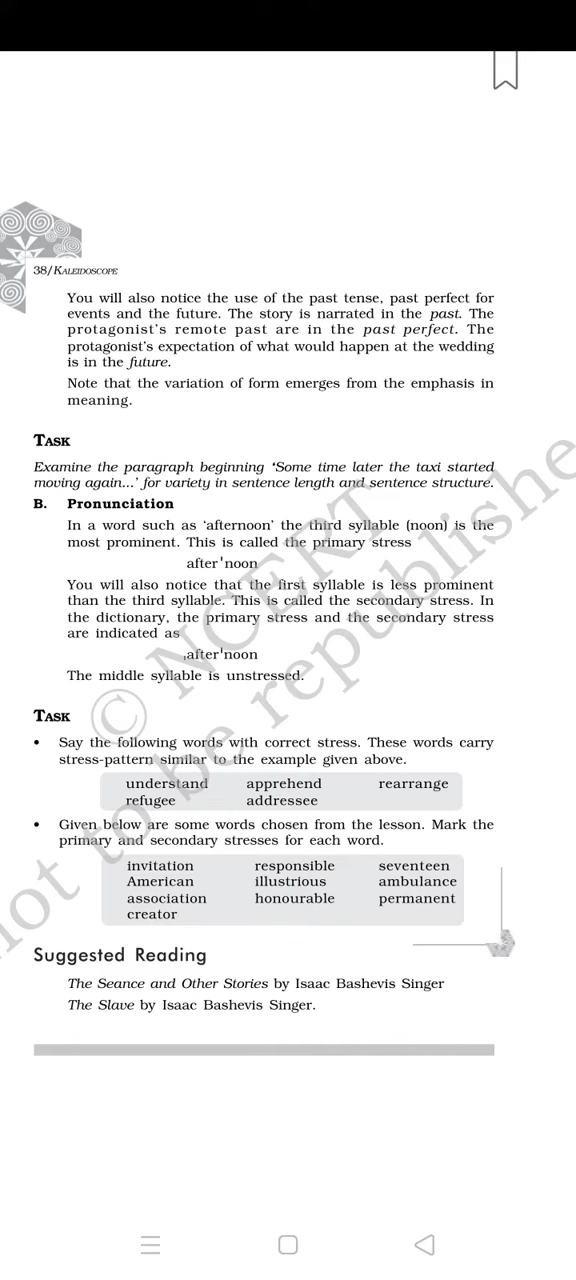 38/KALEIDOSCOPE
You will also notice the use of the past tense, past perfect for
events and the future. The story is narrated in the past. The
protagonist's remote past are in the past perfect. The
protagonist's expectation of what would happen at the wedding
is in the future.
Note that the variation of form emerges from the emphasis in
meaning.
TASK
Examine the paragraph beginning 'Some time later the taxi started
moving again...' for variety in sentence length and sentence structure.
B. Pronunciation
In a word such as 'afternoon' the third syllable (noon) is the
most prominent. This is called the primary stress
after'noon
You will also notice that the first syllable is less prominent
than the third syllable. This is called the secondary stress. In
the dictionary, the primary stress and the secondary stress
are indicated as
ˌafter'noon
The middle syllable is unstressed.
TASK
• Say the following words with correct stress. These words carry
stress-pattern similar to the example given above.
understand apprehend rearrange
refugee addressee
• Given below are some words chosen from the lesson. Mark the
primary and secondary stresses for each word.
invitation responsible seventeen
American illustrious ambulance
association honourable permanent
creator
Suggested Reading
The Seance and Other Stories by Isaac Bashevis Singer
The Slave by Isaac Bashevis Singer.
© NCERT
not to be republishe